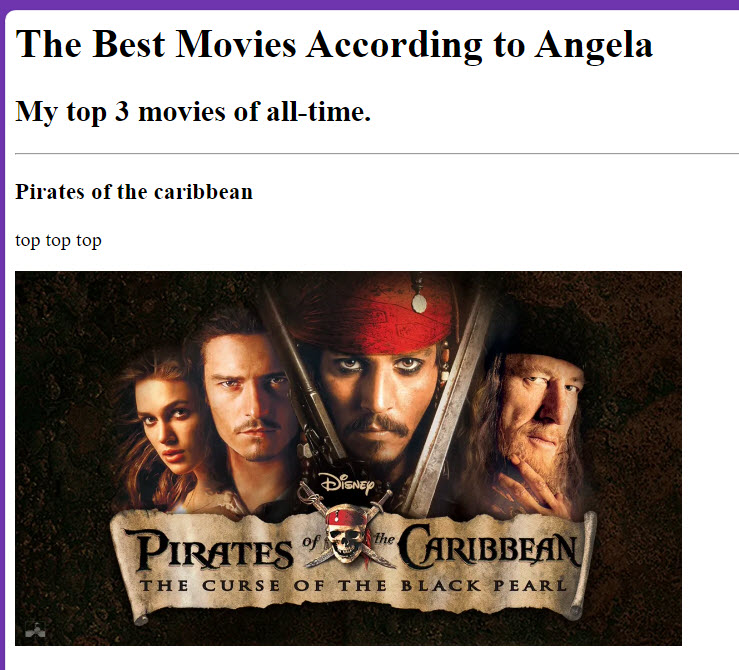 The Best Movies According to Angela
My top 3 movies of all-time.
Pirates of the caribbean
top top top
Disney
PIRATES of the CARIBBEAN
THE CURSE OF THE BLACK PEARL